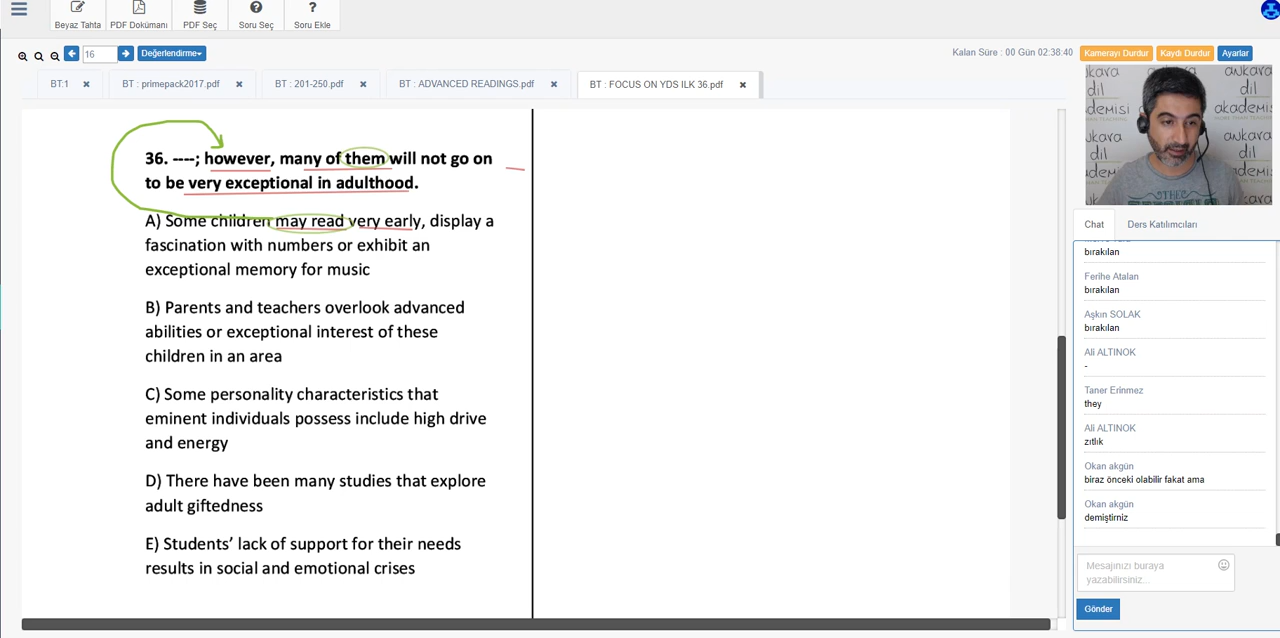 Beyaz Tahta
PDF Dokümanı
PDF Seç
Soru Seç
Soru Ekle
16
Değerlendirme
Kalan Süre : 00 Gün 02:38:40
Kamerayı Durdur
Kaydı Durdur
Ayarlar
BT:1
BT : primepack2017.pdf
BT : 201-250.pdf
BT : ADVANCED READINGS.pdf
BT : FOCUS ON YDS ILK 36.pdf
36. ----; however, many of them will not go on
to be very exceptional in adulthood.
A) Some children may read very early, display a
fascination with numbers or exhibit an
exceptional memory for music
B) Parents and teachers overlook advanced
abilities or exceptional interest of these
children in an area
C) Some personality characteristics that
eminent individuals possess include high drive
and energy
D) There have been many studies that explore
adult giftedness
E) Students’ lack of support for their needs
results in social and emotional crises
ankara
dil
akademisi
Chat
Ders Katılımcıları
bırakılan
Ferihe Atalan
bırakılan
Aşkın SOLAK
bırakılan
Ali ALTINOK
-
Taner Erinmez
they
Ali ALTINOK
zıtlık
Okan akgün
biraz önceki olabilir fakat ama
Okan akgün
demiştirniz
Mesajınızı buraya
yazabilirsiniz...
Gönder